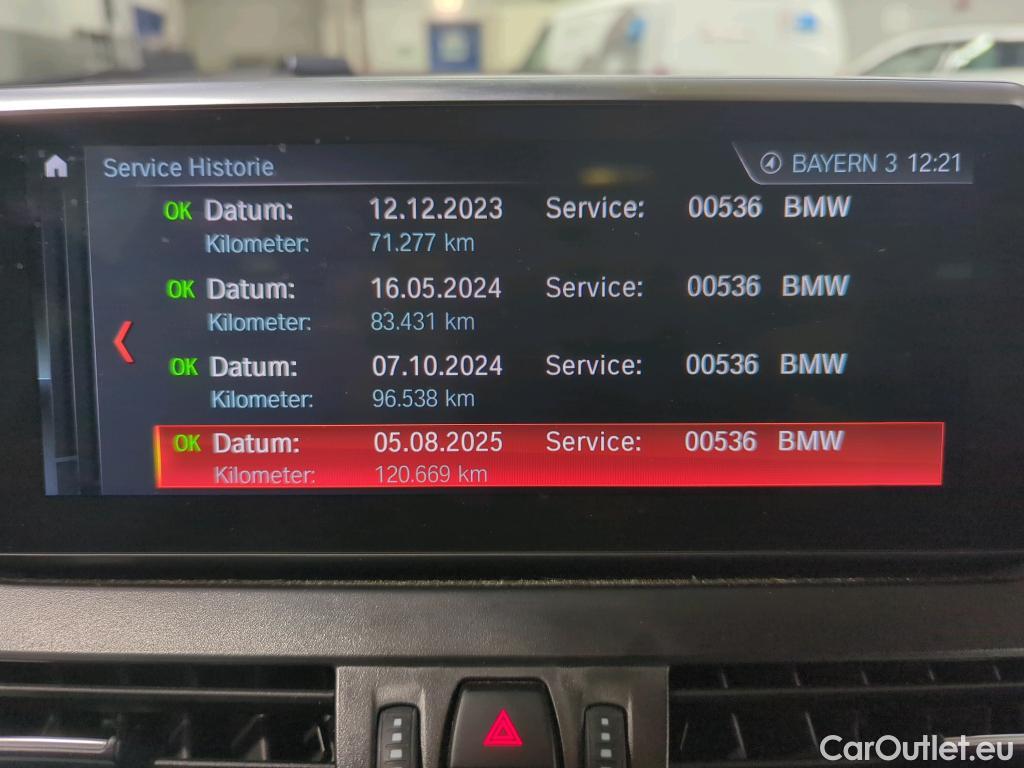 Service Historie
BAYERN 3 12:21
OK Datum: 12.12.2023 Service: 00536 BMW
Kilometer: 71.277 km
OK Datum: 16.05.2024 Service: 00536 BMW
Kilometer: 83.431 km
OK Datum: 07.10.2024 Service: 00536 BMW
Kilometer: 96.538 km
OK Datum: 05.08.2025 Service: 00536 BMW
Kilometer: 120.669 km
CarOutlet.eu